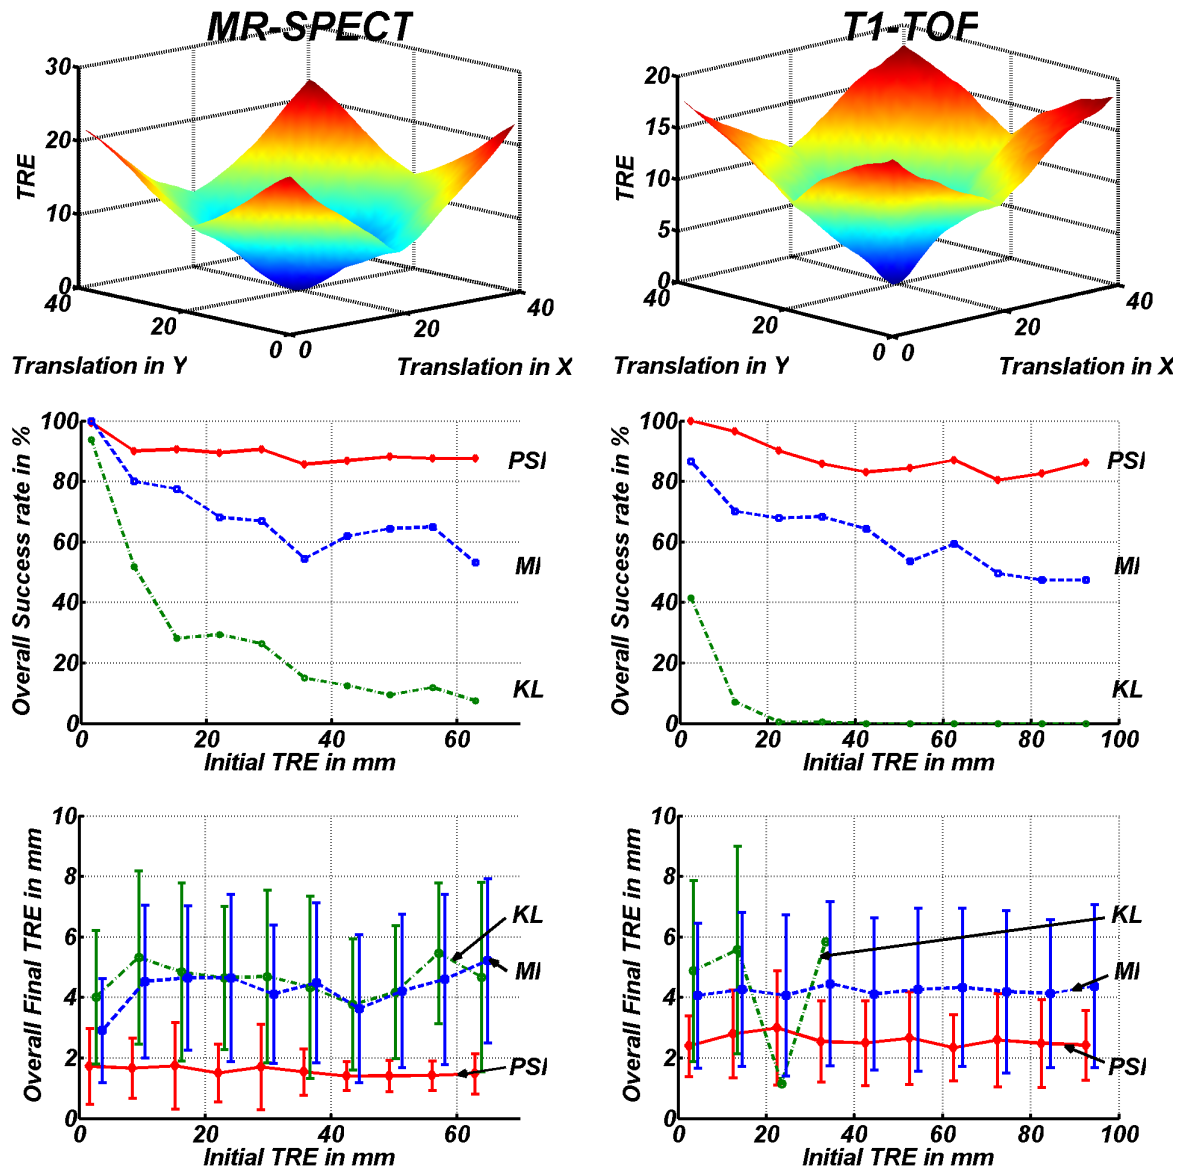 MR-SPECT
30
20
10
0
TRE
40
20
0
0
20
40
Translation in Y
Translation in X
T1-TOF
20
15
10
5
0
TRE
40
20
0
0
20
40
Translation in Y
Translation in X
100
80
60
40
20
0
Overall Success rate in %
PSI
MI
KL
0
20
40
60
Initial TRE in mm
100
80
60
40
20
0
Overall Success rate in %
PSI
MI
KL
0
20
40
60
80
100
Initial TRE in mm
10
8
6
4
2
0
Overall Final TRE in mm
KL
MI
PSI
0
20
40
60
Initial TRE in mm
10
8
6
4
2
0
Overall Final TRE in mm
KL
MI
PSI
0
20
40
60
80
100
Initial TRE in mm